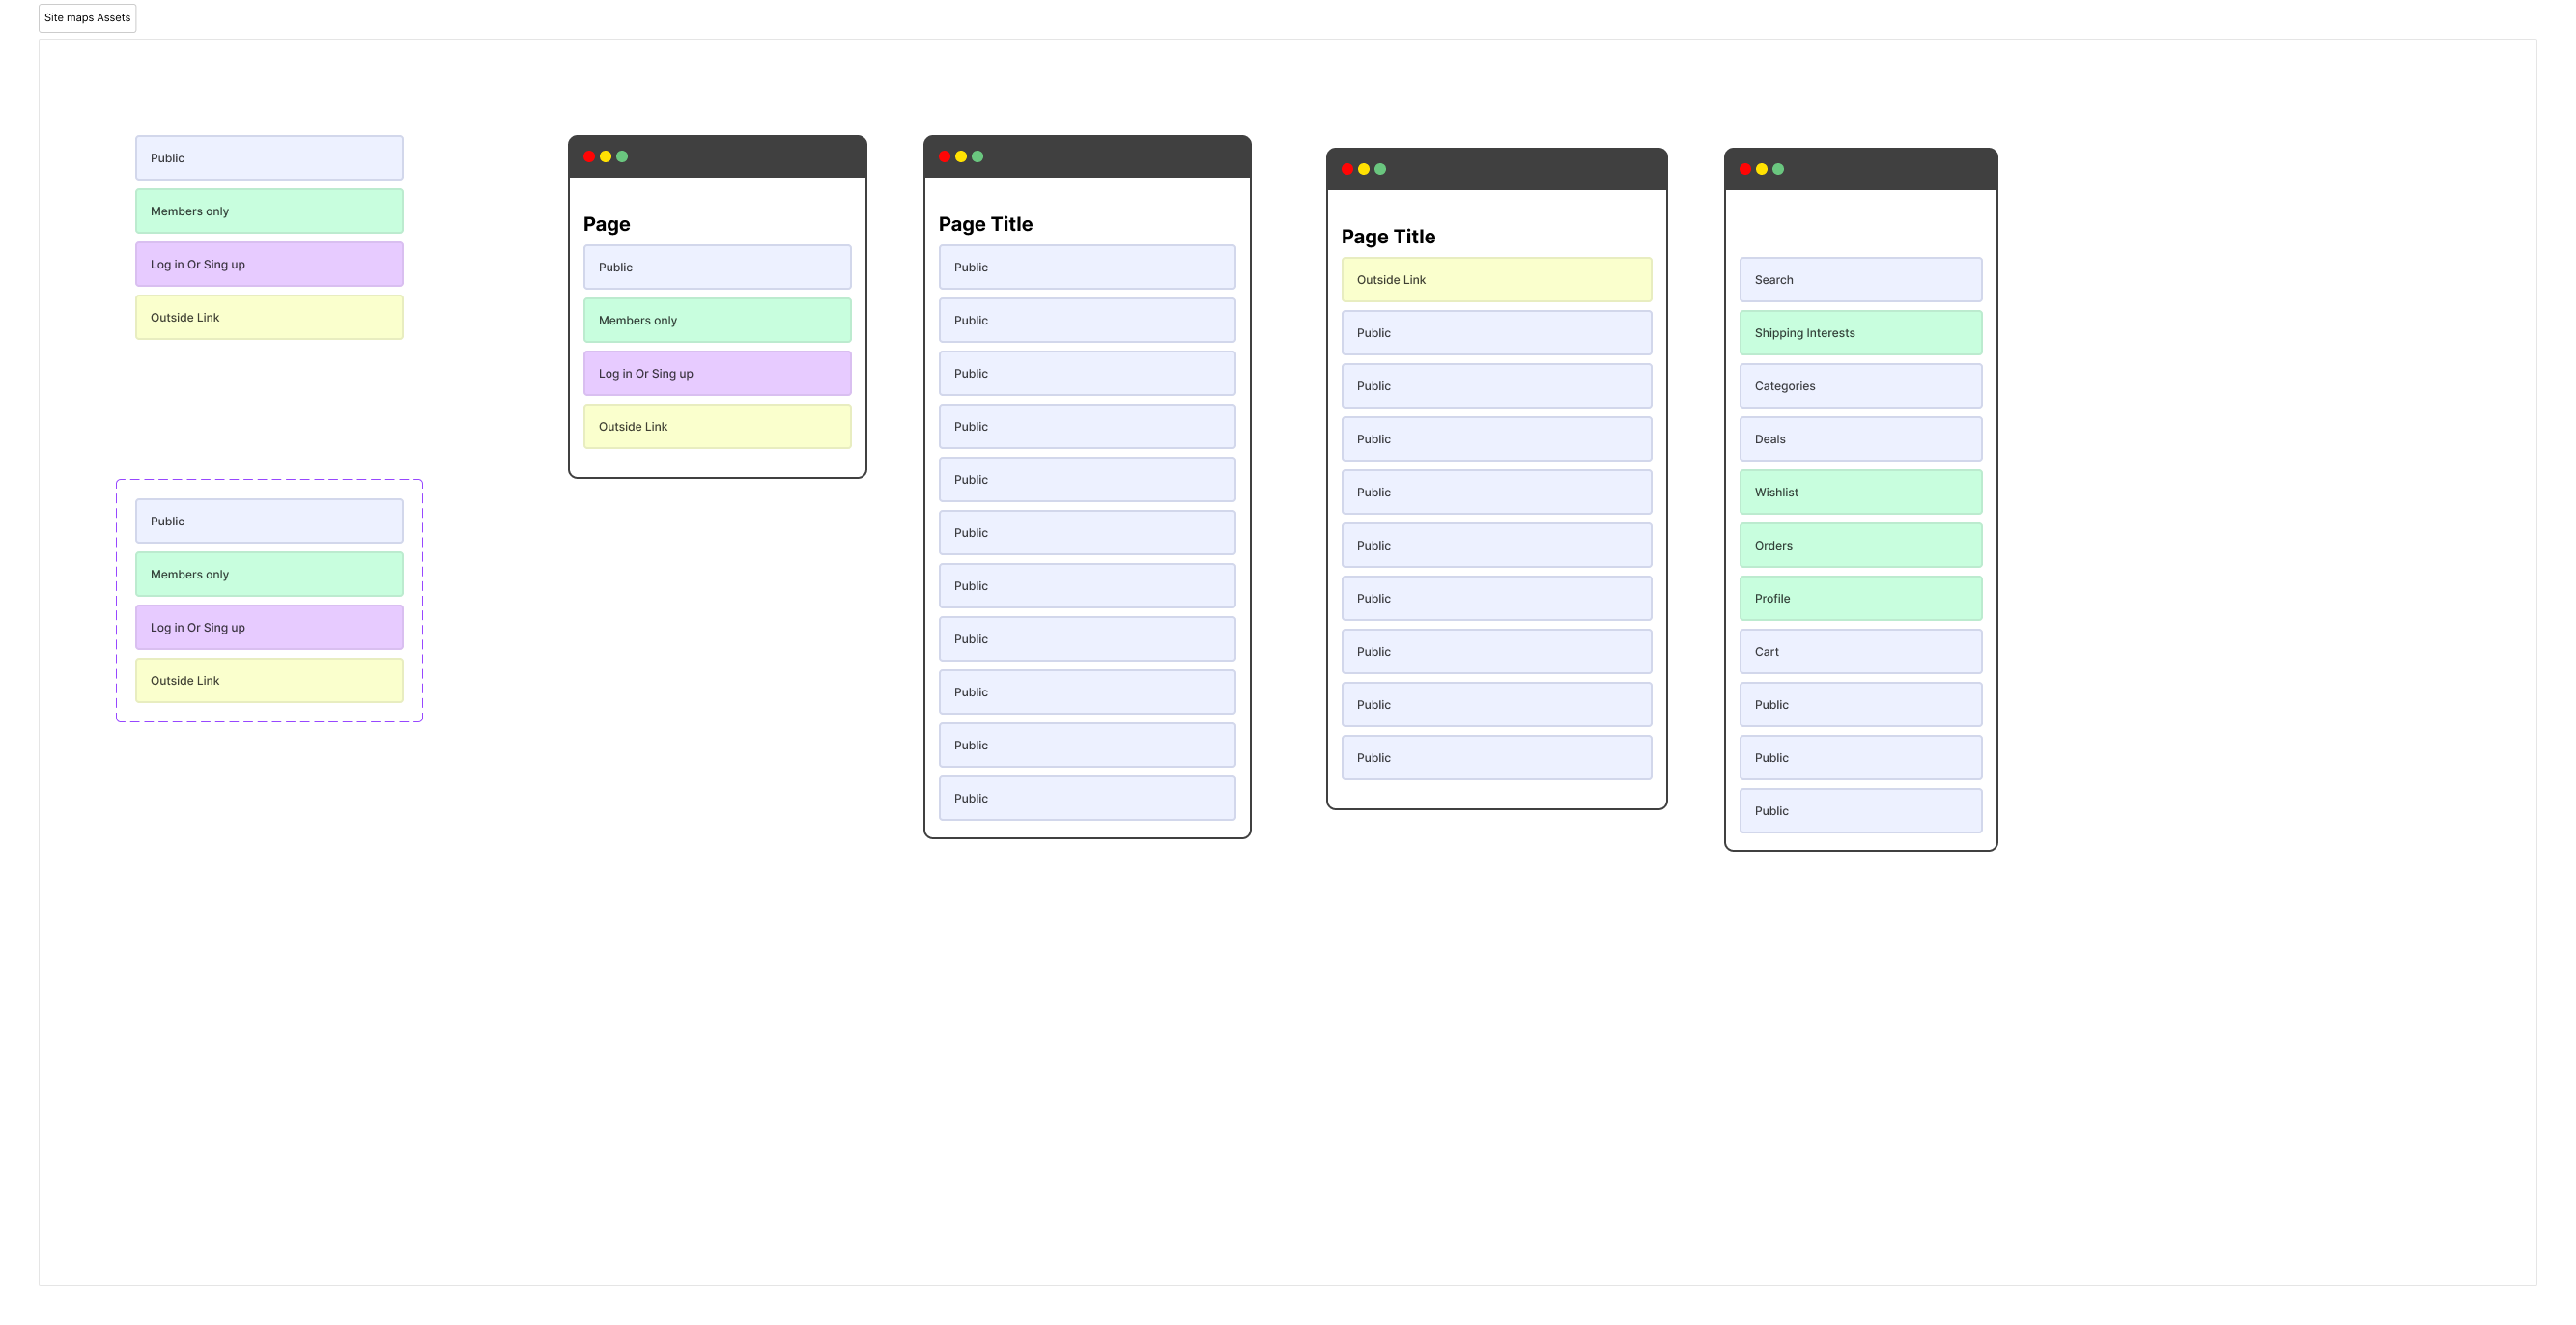 Site maps Assets
Public
Members only
Log in Or Sing up
Outside Link
Public
Members only
Log in Or Sing up
Outside Link
Page
Public
Members only
Log in Or Sing up
Outside Link
Page Title
Public
Public
Public
Public
Public
Public
Public
Public
Public
Public
Public
Page Title
Outside Link
Public
Public
Public
Public
Public
Public
Public
Public
Public
Search
Shipping Interests
Categories
Deals
Wishlist
Orders
Profile
Cart
Public
Public
Public